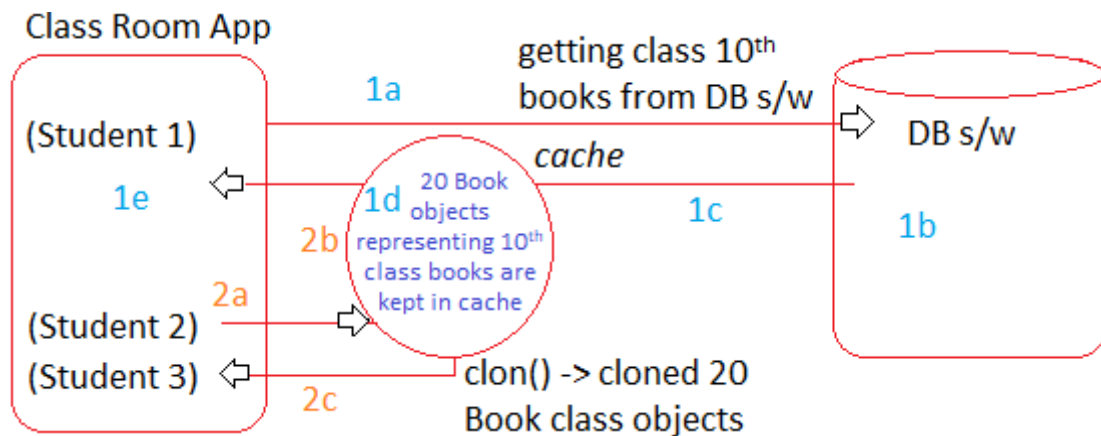 Class Room App
getting class 10th
books from DB s/w
1a
(Student 1)
DB s/w
cache
1e
1d
20 Book
objects
representing 10th
class books are
kept in cache
1c
1b
2b
2a
(Student 2)
(Student 3)
2c
clon() -> cloned 20
Book class objects